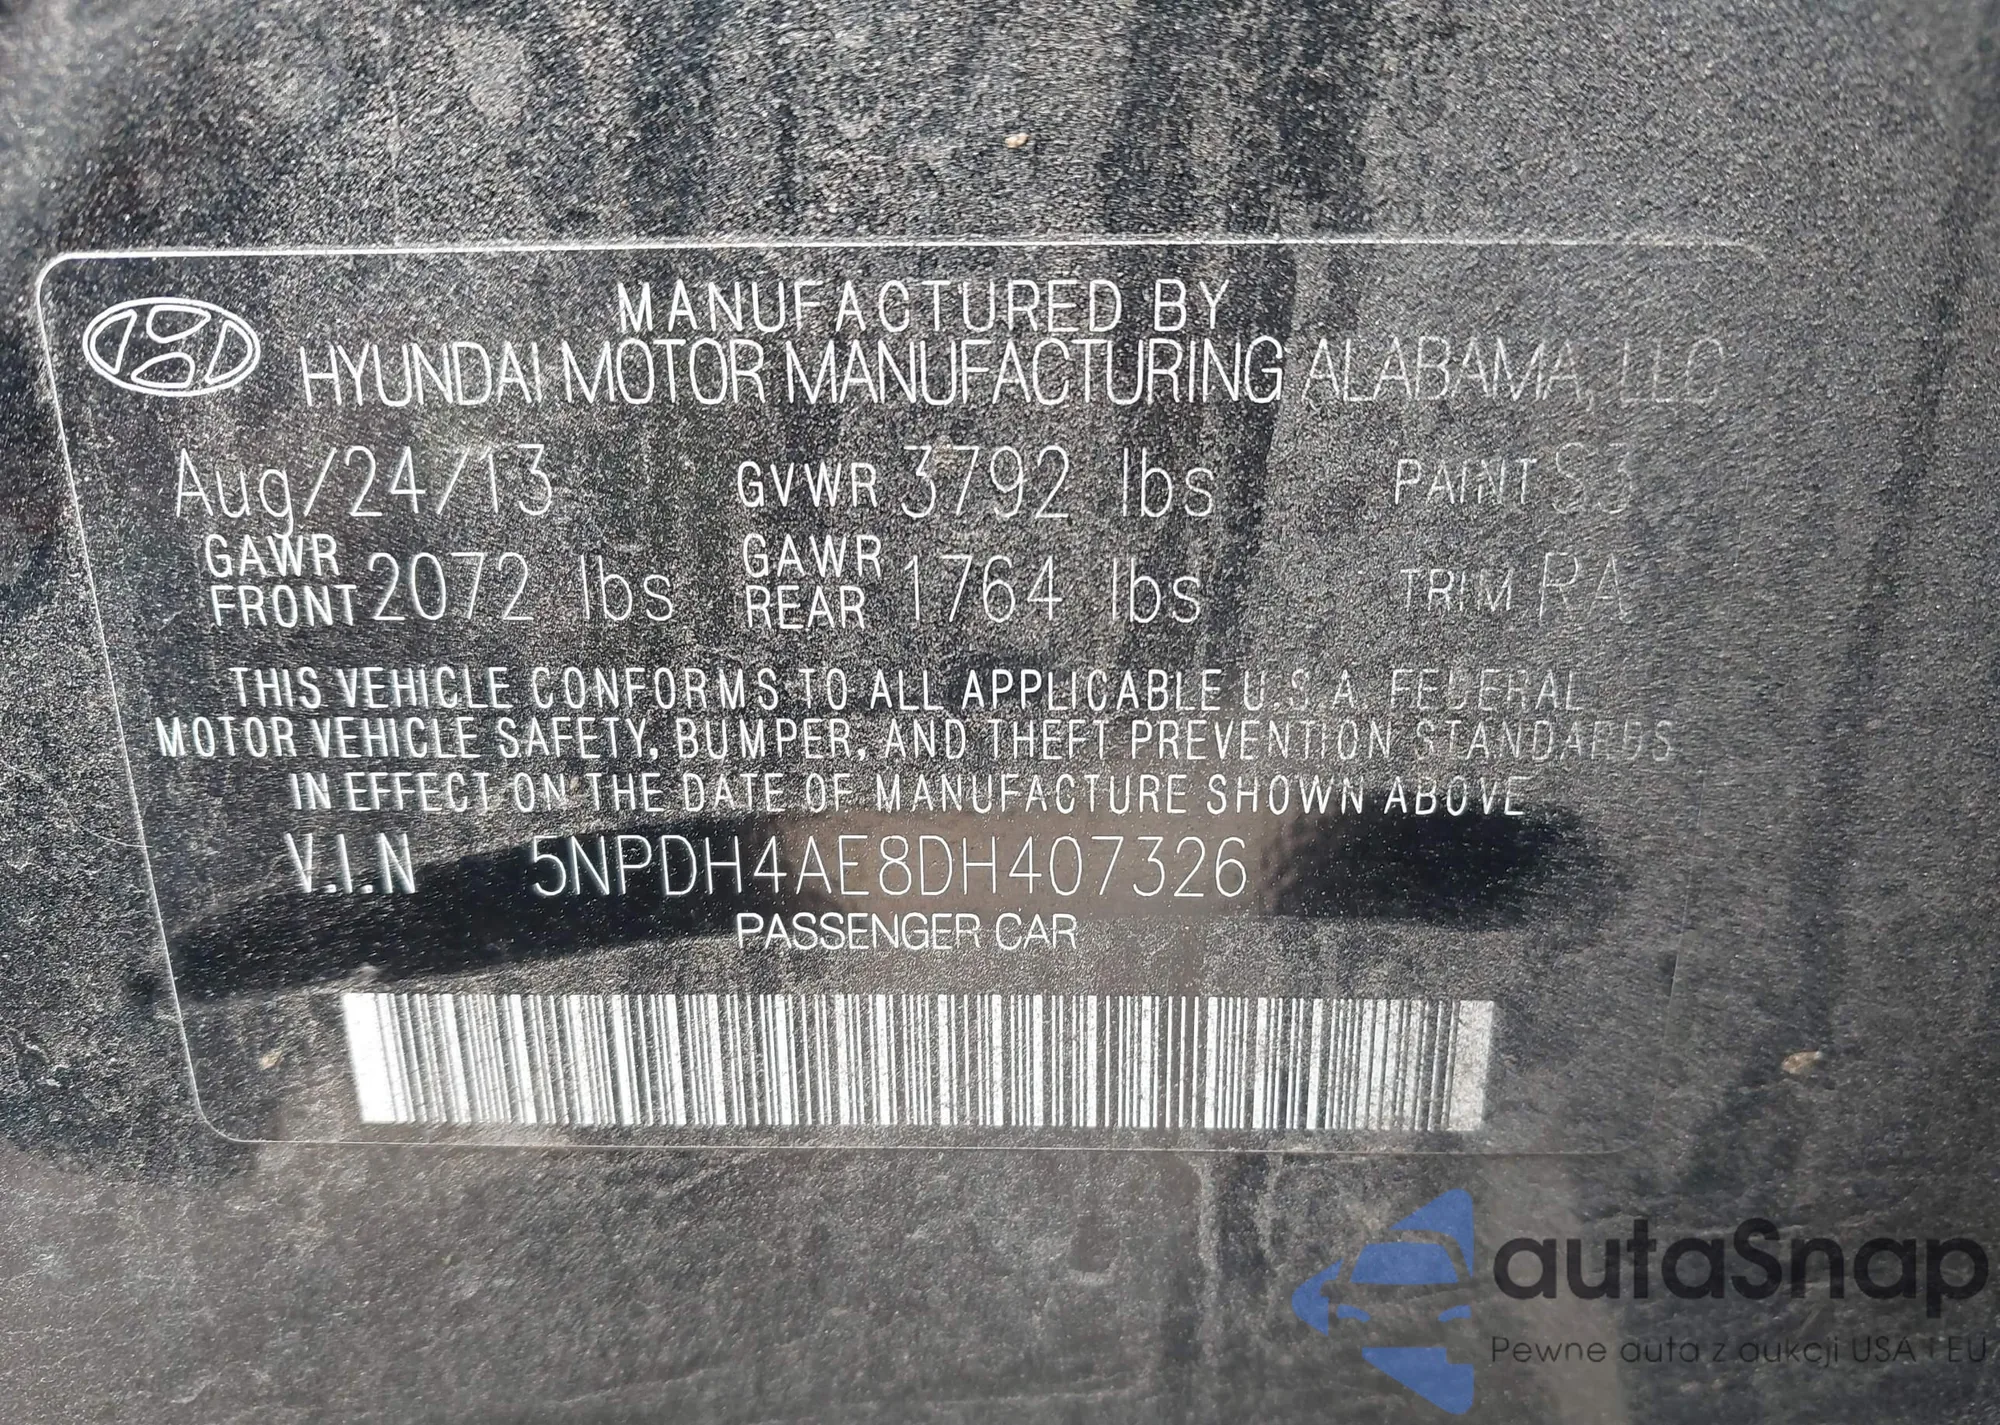 MANUFACTURED BY
HYUNDAI MOTOR MANUFACTURING ALABAMA, LLC
Aug/24/13 GVWR 3792 lbs PAINT S3
GAWR FRONT 2072 lbs GAWR REAR 1764 lbs TRIM RA
THIS VEHICLE CONFORMS TO ALL APPLICABLE U.S.A. FEDERAL
MOTOR VEHICLE SAFETY, BUMPER, AND THEFT PREVENTION STANDARDS
IN EFFECT ON THE DATE OF MANUFACTURE SHOWN ABOVE
V.I.N 5NPDH4AE8DH407326
PASSENGER CAR
autaSnap
Pewne auta z aukcji USA i EU